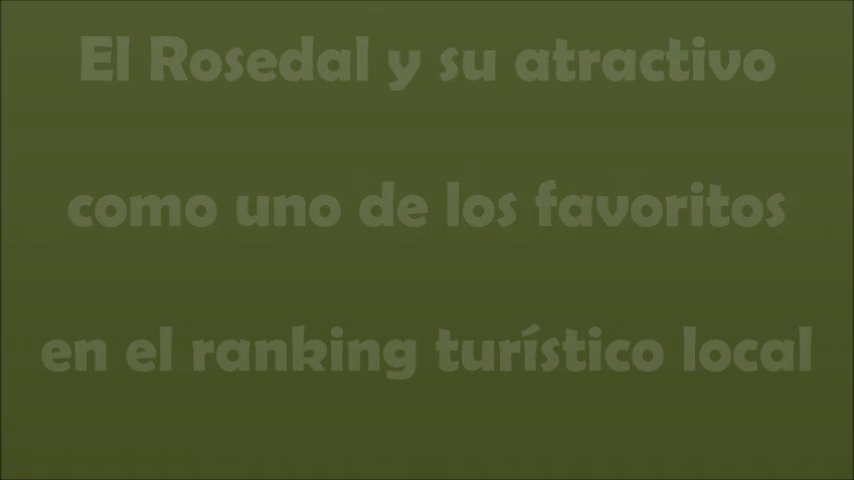 El Rosedal y su atractivo
como uno de los favoritos
en el ranking turístico local